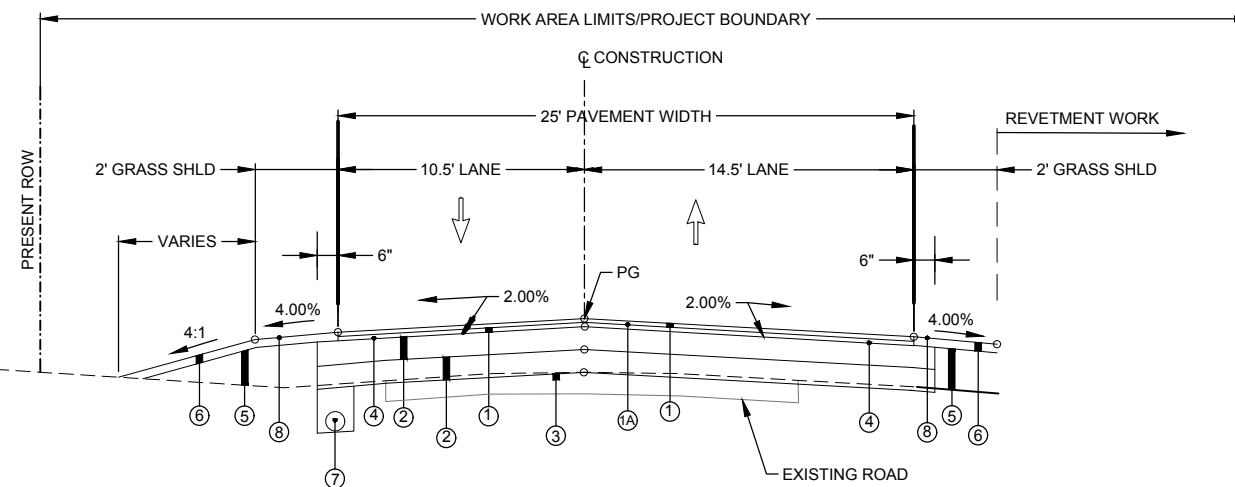 WORK AREA LIMITS/PROJECT BOUNDARY
℄ CONSTRUCTION
25' PAVEMENT WIDTH
REVETMENT WORK
PRESENT ROW
2' GRASS SHLD
10.5' LANE
14.5' LANE
2' GRASS SHLD
VARIES
6"
6"
PG
4:1
4.00%
2.00%
2.00%
4.00%
6
5
8
7
4
2
2
1
3
1A
1
4
8
5
6
EXISTING ROAD